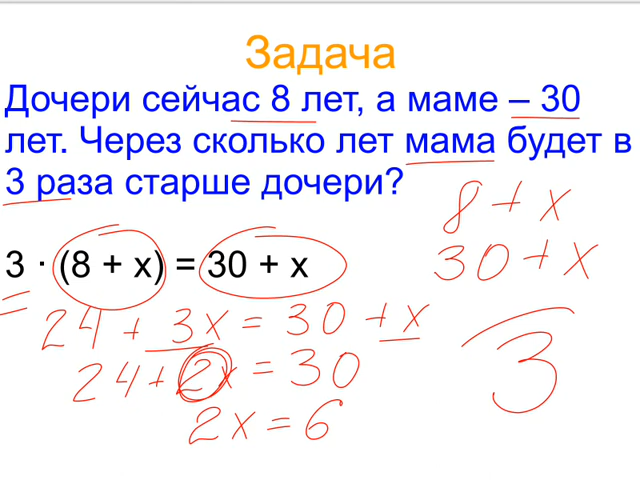 Задача
Дочери сейчас 8 лет, а маме – 30
лет. Через сколько лет мама будет в
3 раза старше дочери?
8 + x
3 · (8 + x) = 30 + x
30 + x
=
24 + 3x = 30 + x
3
24 + 2x = 30
2x = 6